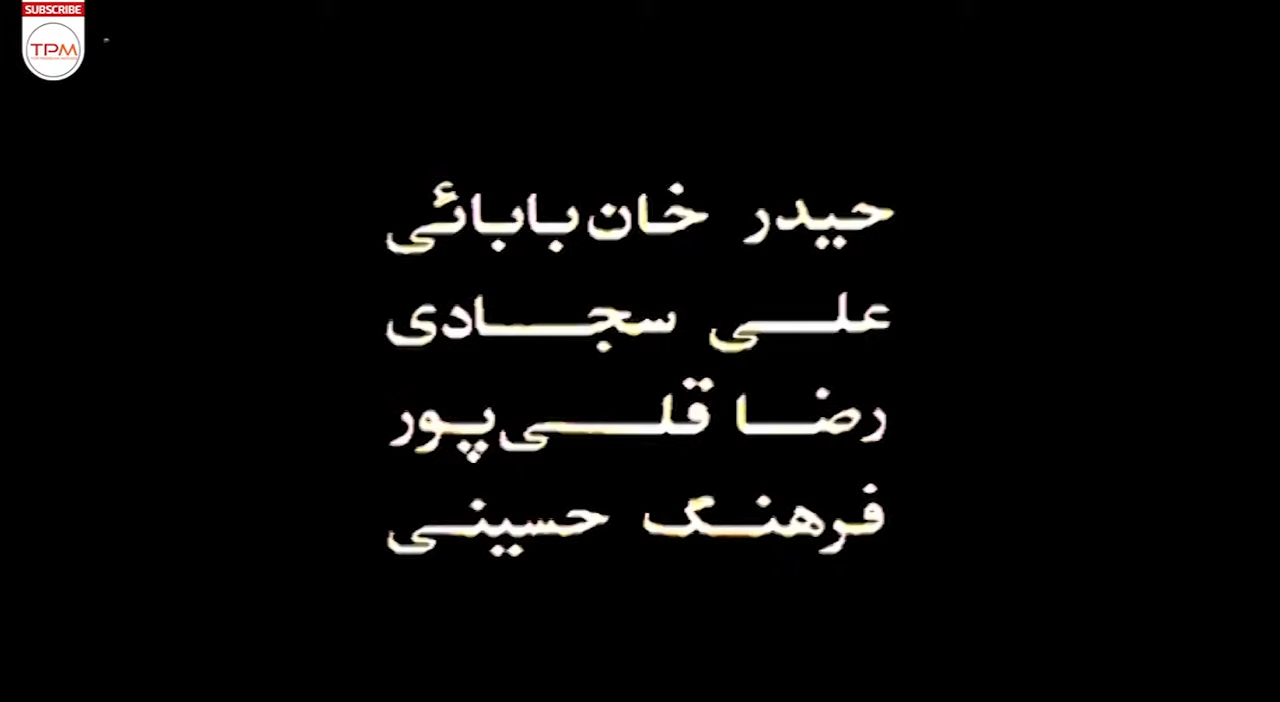 SUBSCRIBE
TPM
حیدر خان‌بابائی
علی سجادی
رضا قلی‌پور
فرهنگ حسینی